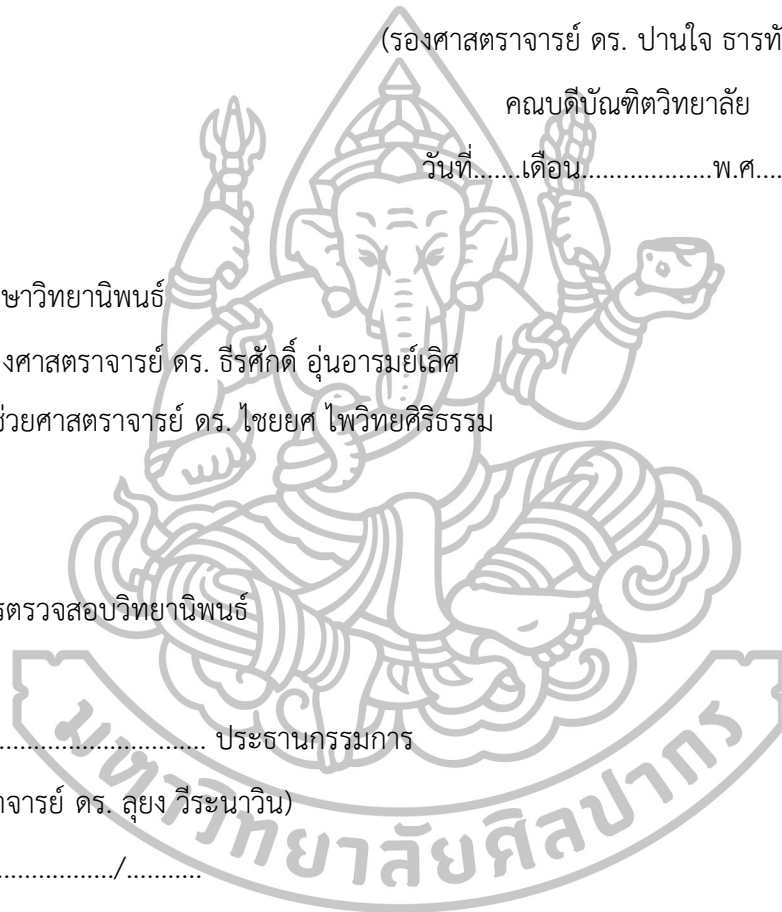 (รองศาสตราจารย์ ดร. ปานใจ
คณบดีบัณฑิตวิทยาลัย
วันที่.......เดือน...................พ.ศ....
ษาวิทยานิพนธ์
งศาสตราจารย์ ดร. ธีรศักดิ์ อุ่นอารมย์เลิศ
ช่วยศาสตราจารย์ ดร. ไชยยศ ไพวิทยศิริธรรม
รตรวจสอบวิทยานิพนธ์
.............................. ประธานกรรมการ
าจารย์ ดร. ลุยง วีระนาวิน)
................./...........
มหาวิทยาลัยศิลปากร